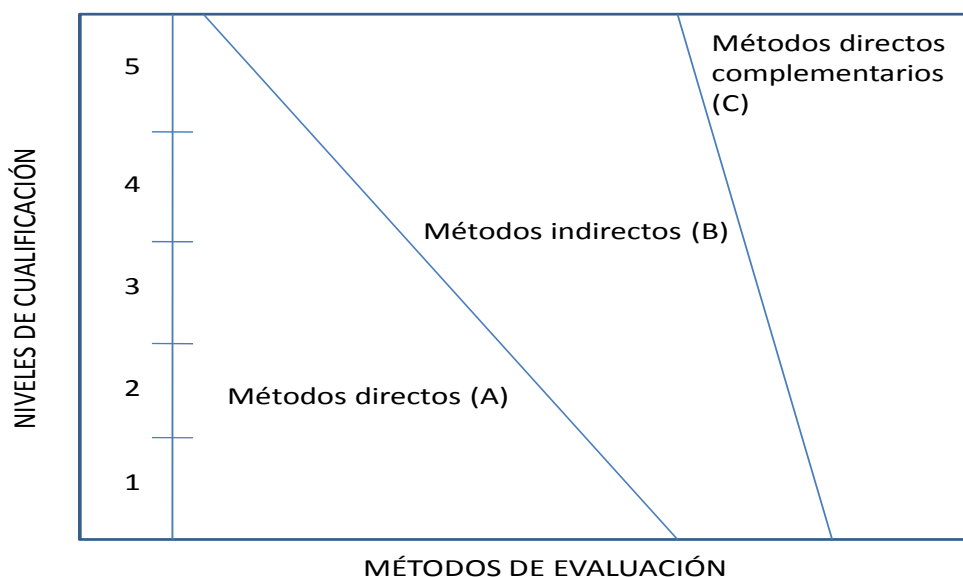 NIVELES DE CUALIFICACIÓN
5
4
3
2
1
Métodos directos
complementarios
(C)
Métodos indirectos (B)
Métodos directos (A)
MÉTODOS DE EVALUACIÓN